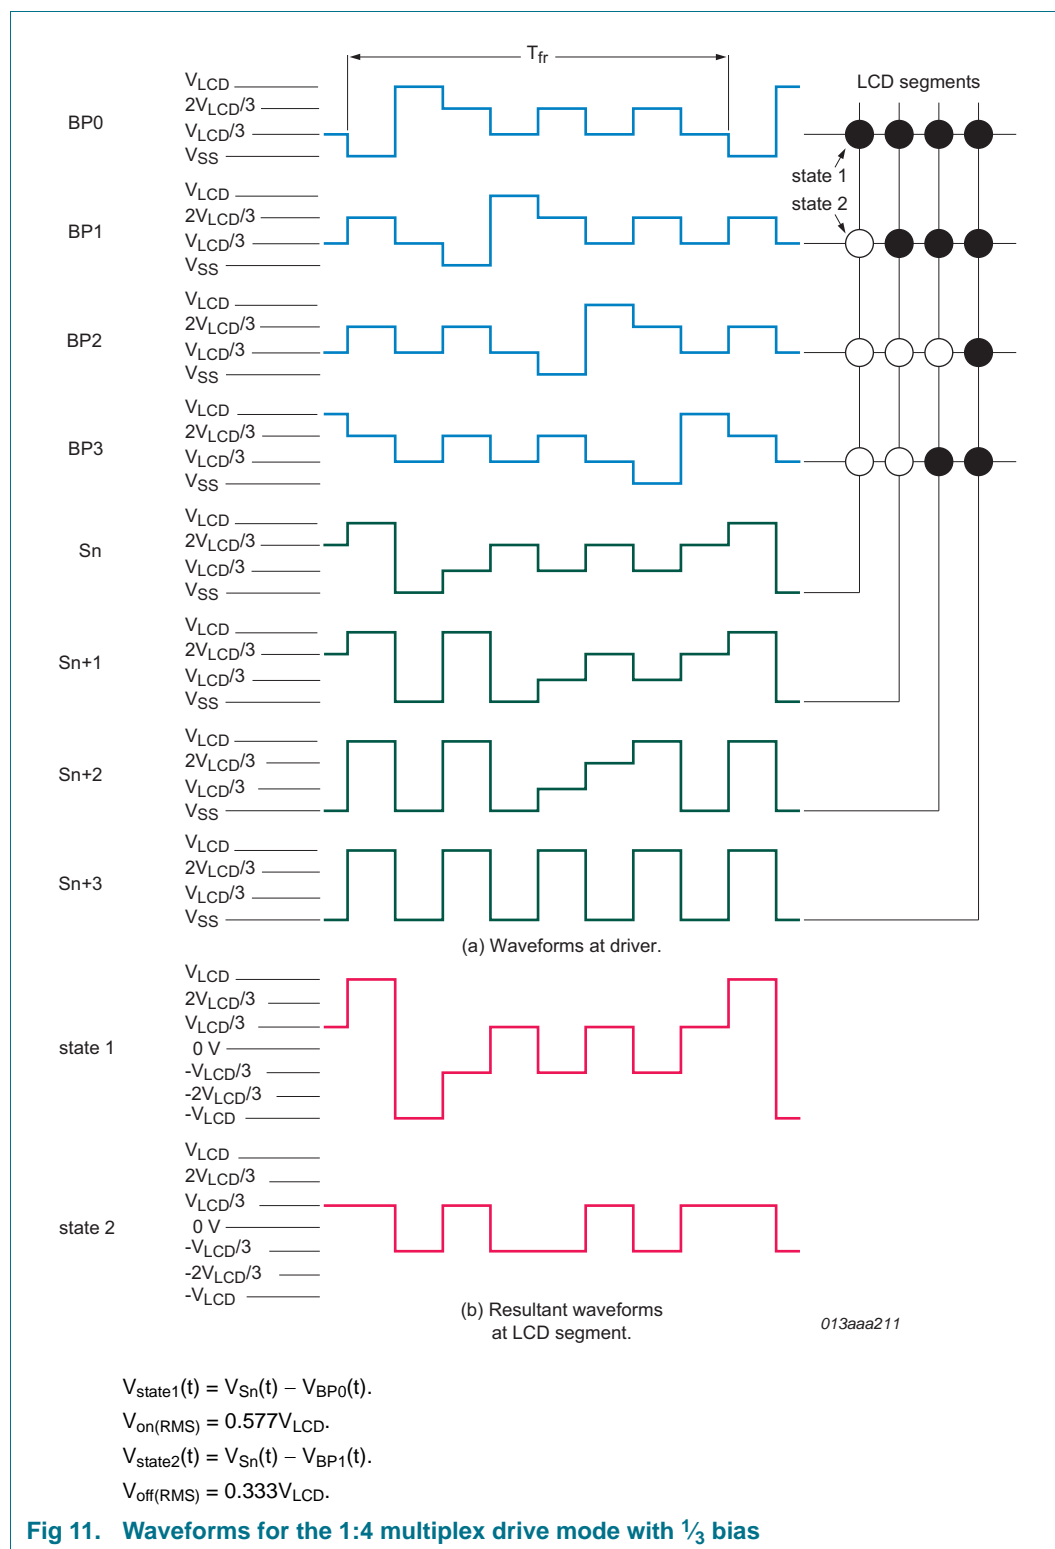 Tfr
LCD segments
BP0
VLCD
2VLCD/3
VLCD/3
VSS
state 1
state 2
BP1
VLCD
2VLCD/3
VLCD/3
VSS
BP2
VLCD
2VLCD/3
VLCD/3
VSS
BP3
VLCD
2VLCD/3
VLCD/3
VSS
Sn
VLCD
2VLCD/3
VLCD/3
VSS
Sn+1
VLCD
2VLCD/3
VLCD/3
VSS
Sn+2
VLCD
2VLCD/3
VLCD/3
VSS
Sn+3
VLCD
2VLCD/3
VLCD/3
VSS
(a) Waveforms at driver.
state 1
VLCD
2VLCD/3
VLCD/3
0 V
-VLCD/3
-2VLCD/3
-VLCD
state 2
VLCD
2VLCD/3
VLCD/3
0 V
-VLCD/3
-2VLCD/3
-VLCD
(b) Resultant waveforms
at LCD segment.
013aaa211
Vstate1(t) = VSn(t) − VBP0(t).
Von(RMS) = 0.577VLCD.
Vstate2(t) = VSn(t) − VBP1(t).
Voff(RMS) = 0.333VLCD.
Fig 11. Waveforms for the 1:4 multiplex drive mode with 1⁄3 bias